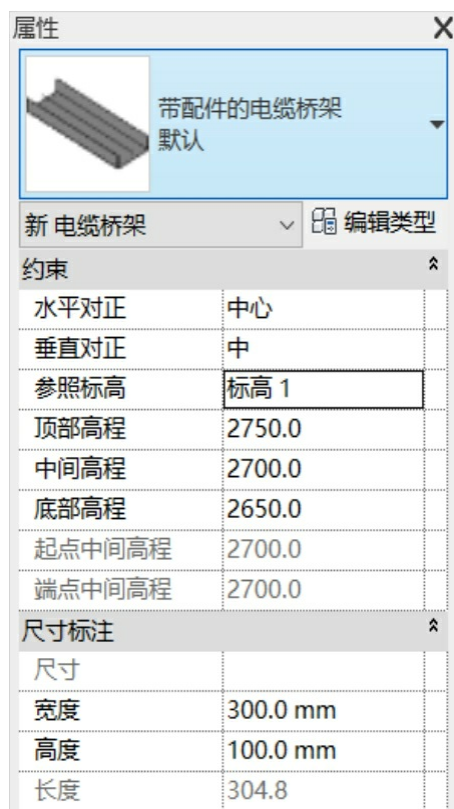 属性
带配件的电缆桥架
默认
新 电缆桥架 编辑类型
约束
水平对正 中心
垂直对正 中
参照标高 标高 1
顶部高程 2750.0
中间高程 2700.0
底部高程 2650.0
起点中间高程 2700.0
端点中间高程 2700.0
尺寸标注
尺寸
宽度 300.0 mm
高度 100.0 mm
长度 304.8